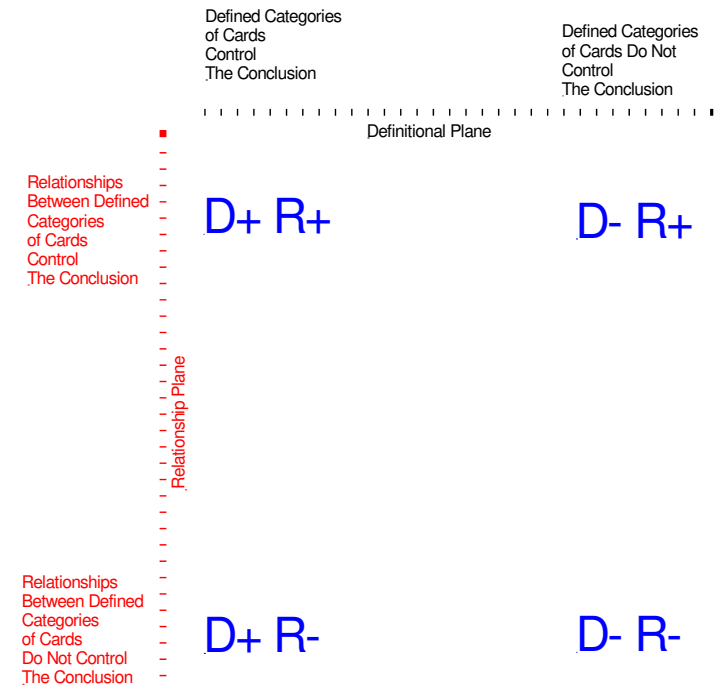 Defined Categories
of Cards
Control
The Conclusion
Defined Categories
of Cards Do Not
Control
The Conclusion
Definitional Plane
Relationships
Between Defined
Categories
of Cards
Control
The Conclusion
D+ R+
D- R+
Relationship Plane
Relationships
Between Defined
Categories
of Cards
Do Not Control
The Conclusion
D+ R-
D- R-